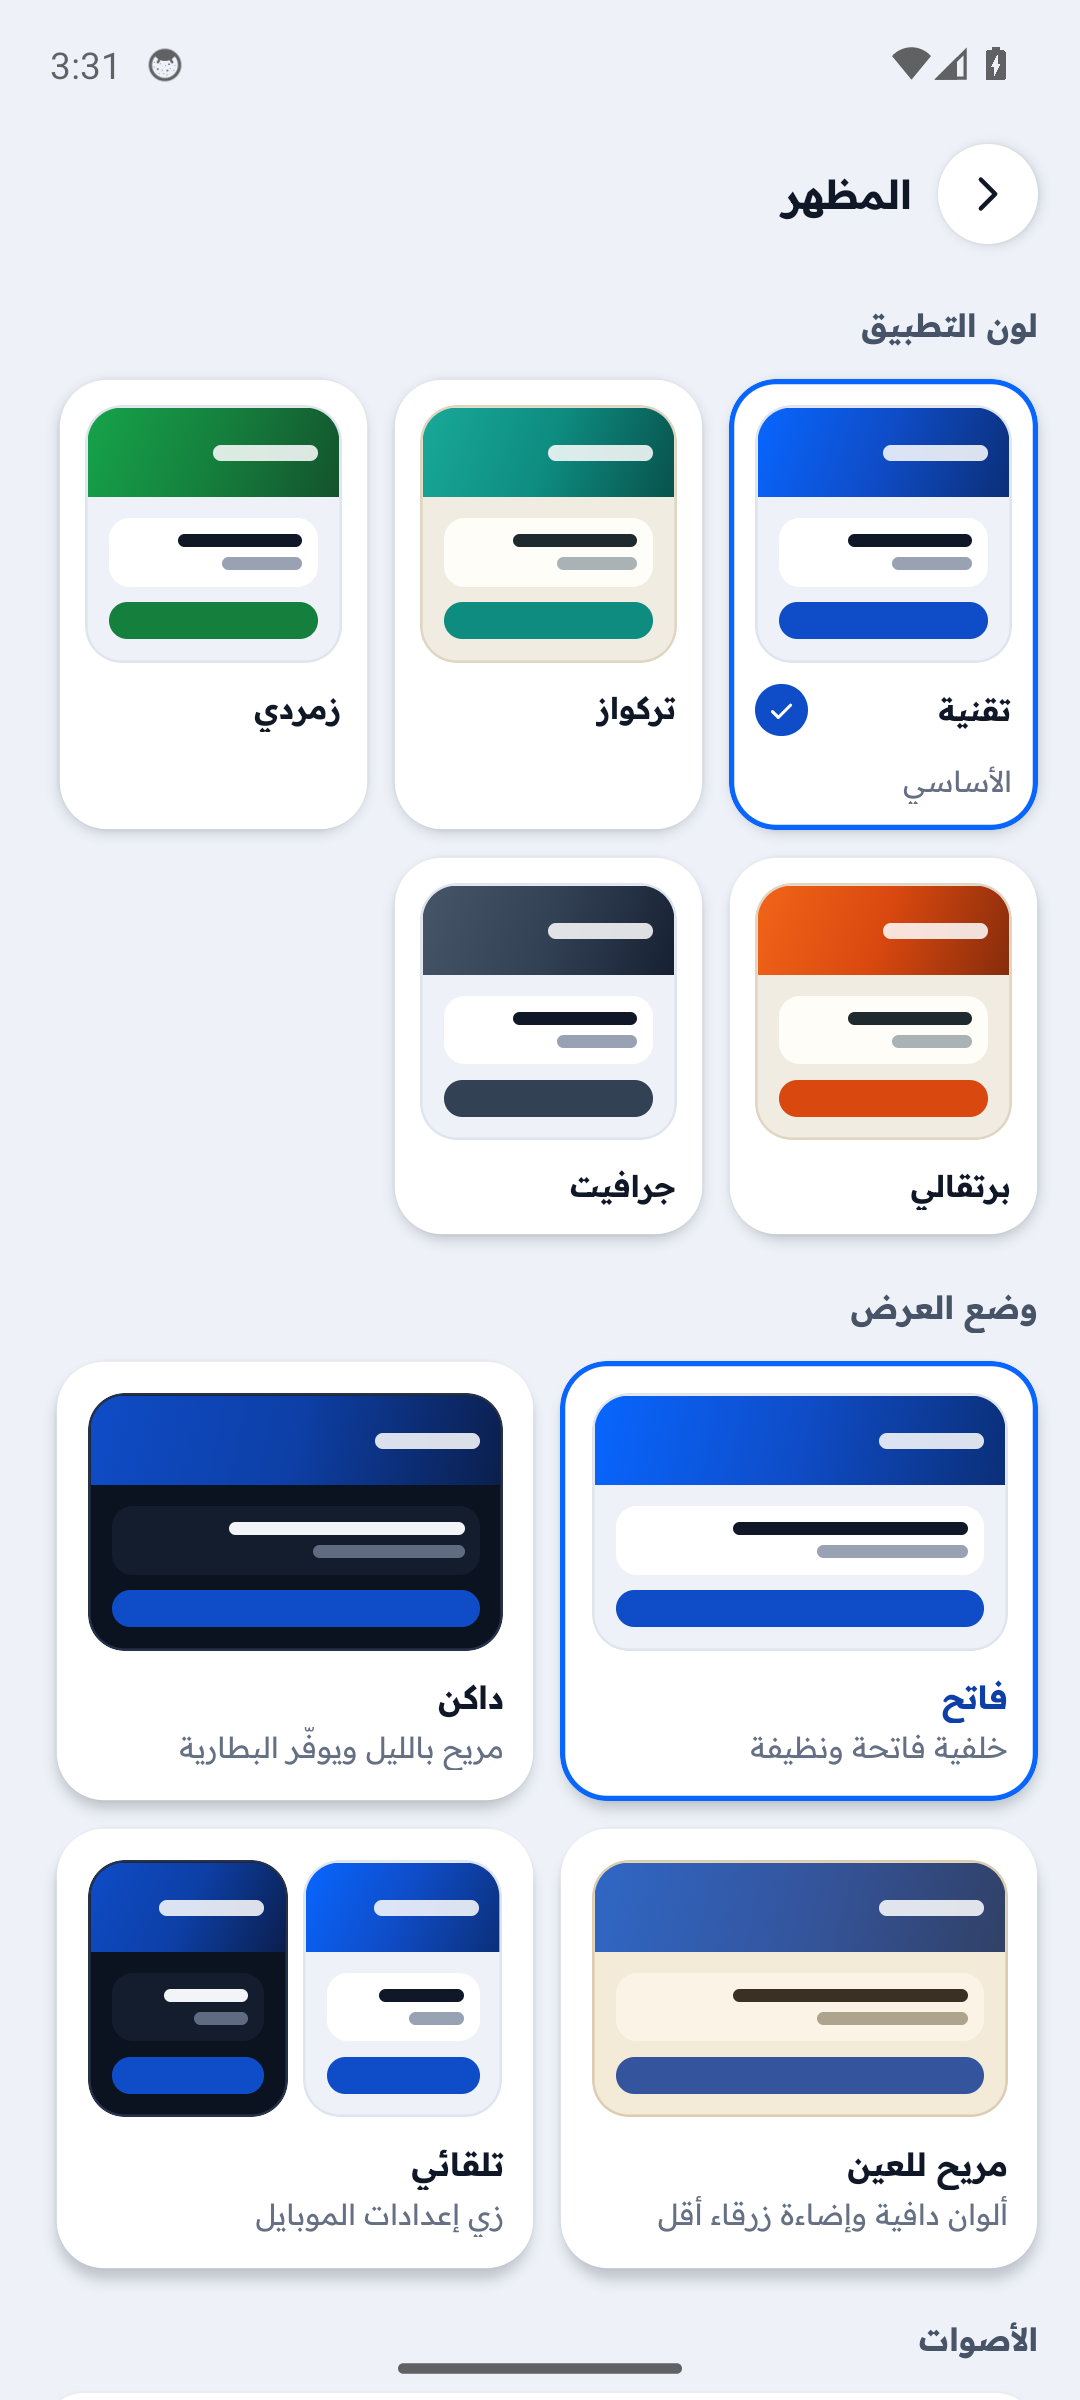 3:31
المظهر
لون التطبيق
تقنية
الأساسي
تركواز
زمردي
برتقالي
جرافيت
وضع العرض
فاتح
خلفية فاتحة ونظيفة
داكن
مريح بالليل ويوفّر البطارية
مريح للعين
ألوان دافية وإضاءة زرقاء أقل
تلقائي
زي إعدادات الموبايل
الأصوات